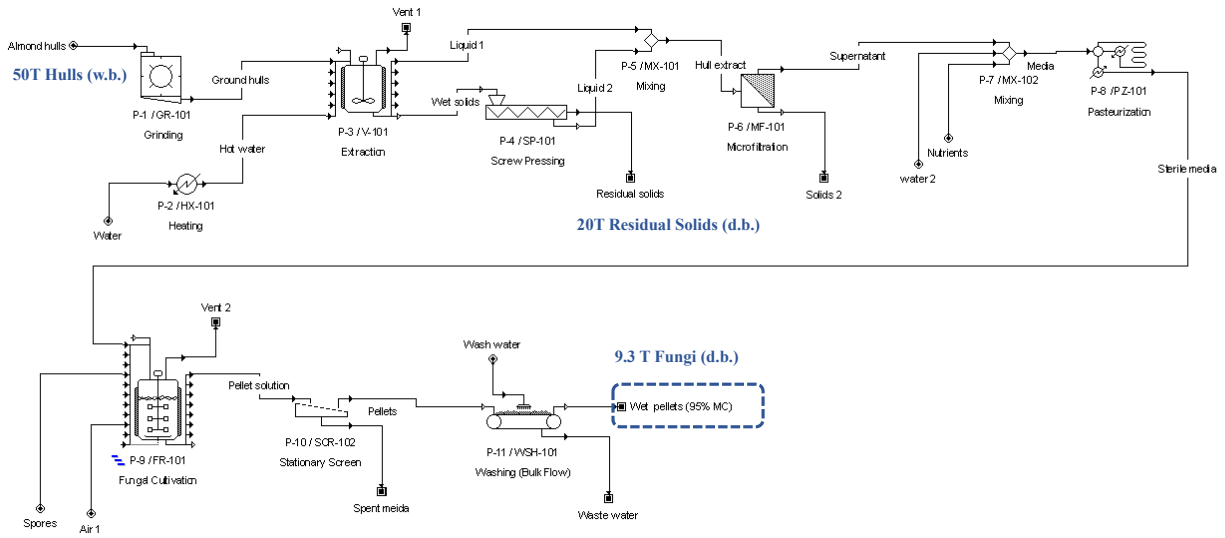 Vent 1
Almond hulls
50T Hulls (w.b.)
Ground hulls
P-1 / GR-101
Grinding
Hot water
P-2 / HX-101
Heating
Water
P-3 / V-101
Extraction
Liquid 1
Wet solids
P-4 / SP-101
Screw Pressing
Liquid 2
Residual solids
20T Residual Solids (d.b.)
P-5 / MX-101
Mixing
Hull extract
P-6 / MF-101
Microfiltration
Solids 2
Supernatant
P-7 / MX-102
Mixing
Media
water 2
Nutrients
P-8 / PZ-101
Pasteurization
Sterile media
Vent 2
Spores
Air 1
P-9 / FR-101
Fungal Cultivation
Pellet solution
P-10 / SCR-102
Stationary Screen
Pellets
Spent meida
Wash water
P-11 / WSH-101
Washing (Bulk Flow)
Waste water
9.3 T Fungi (d.b.)
Wet pellets (95% MC)